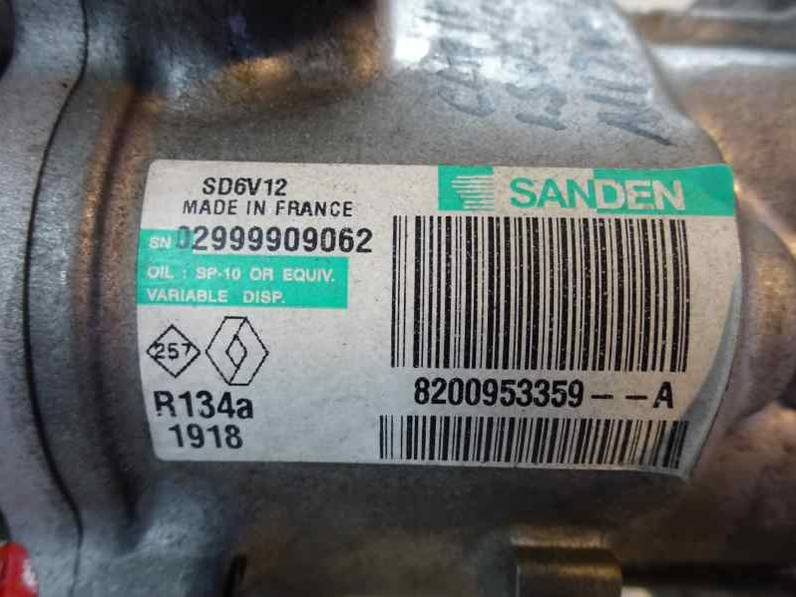 SD6V12
MADE IN FRANCE
SANDEN
SN 02999909062
OIL : SP-10 OR EQUIV.
VARIABLE DISP.
257
8200953359--A
R134a
1918